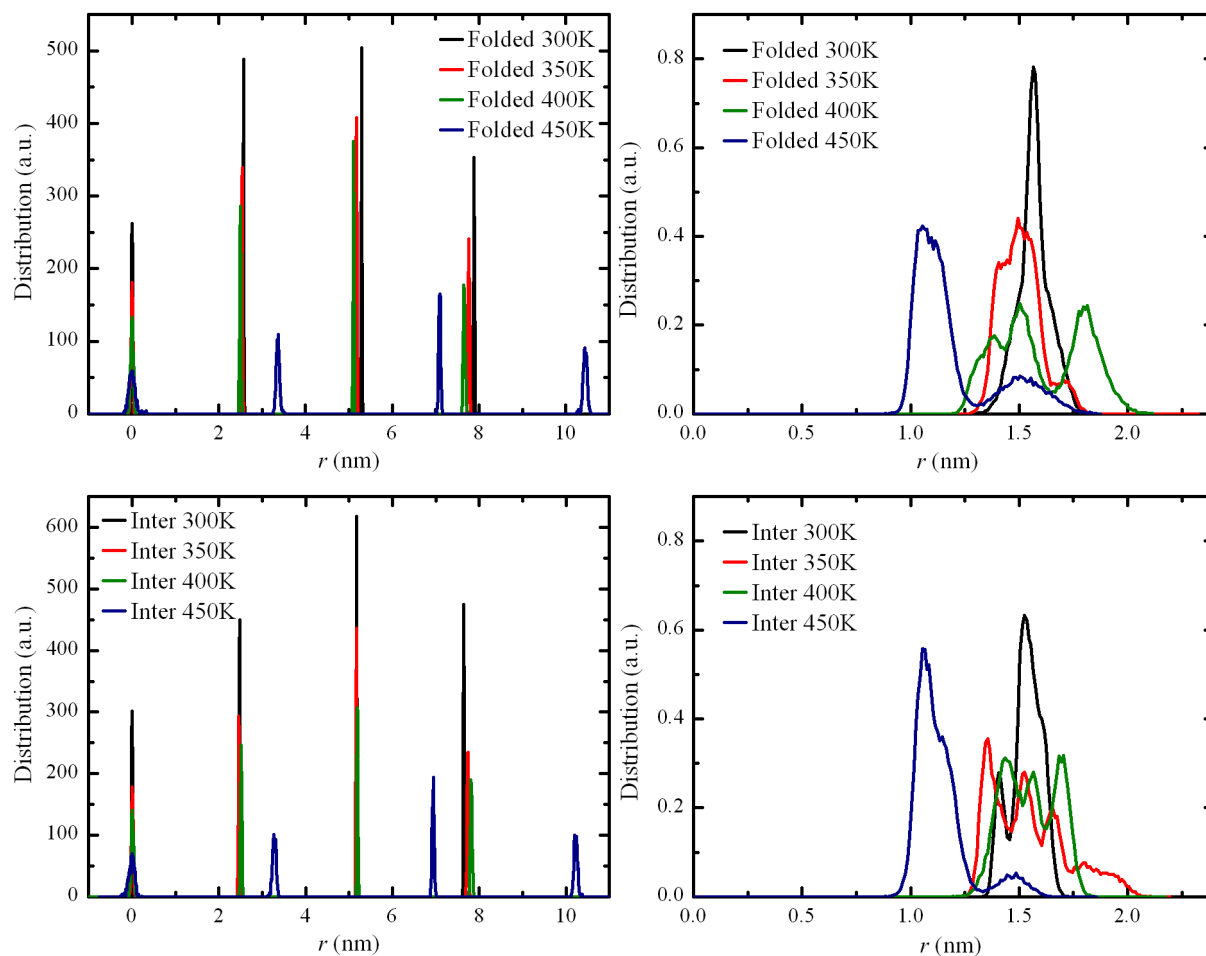 500
400
300
200
100
0
0 2 4 6 8 10
Distribution (a.u.)
r (nm)
Folded 300K
Folded 350K
Folded 400K
Folded 450K
0.8
0.6
0.4
0.2
0.0
0.0 0.5 1.0 1.5 2.0
Distribution (a.u.)
r (nm)
Folded 300K
Folded 350K
Folded 400K
Folded 450K
600
500
400
300
200
100
0
0 2 4 6 8 10
Distribution (a.u.)
r (nm)
Inter 300K
Inter 350K
Inter 400K
Inter 450K
0.8
0.6
0.4
0.2
0.0
0.0 0.5 1.0 1.5 2.0
Distribution (a.u.)
r (nm)
Inter 300K
Inter 350K
Inter 400K
Inter 450K